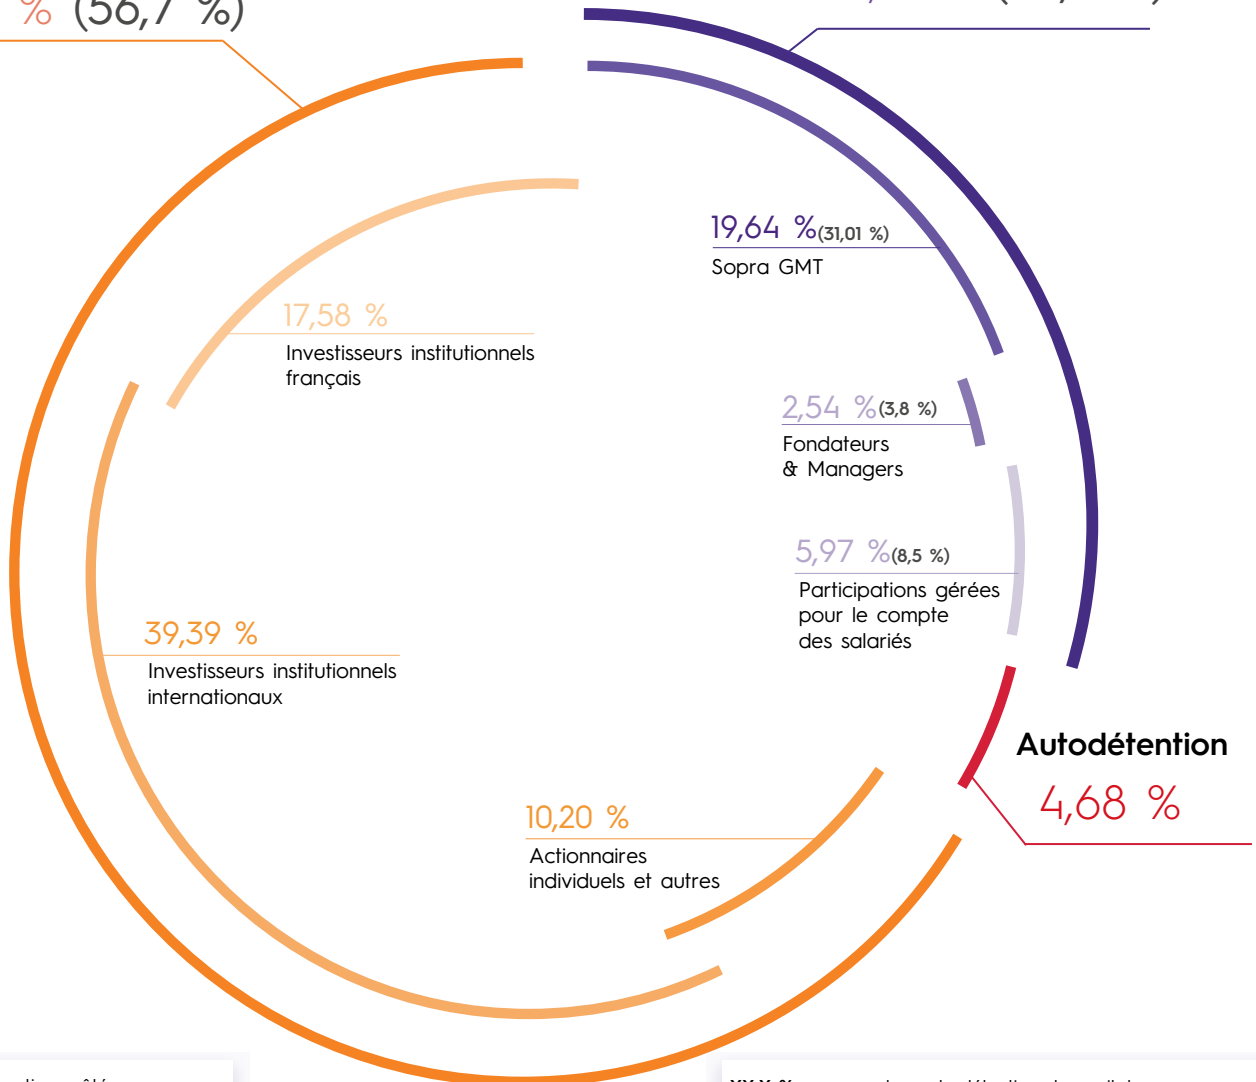 % (56,7 %)
19,64 % (31,01 %)
Sopra GMT
17,58 %
Investisseurs institutionnels
français
2,54 % (3,8 %)
Fondateurs
& Managers
5,97 % (8,5 %)
Participations gérées
pour le compte
des salariés
39,39 %
Investisseurs institutionnels
internationaux
Autodétention
4,68 %
10,20 %
Actionnaires
individuels et autres